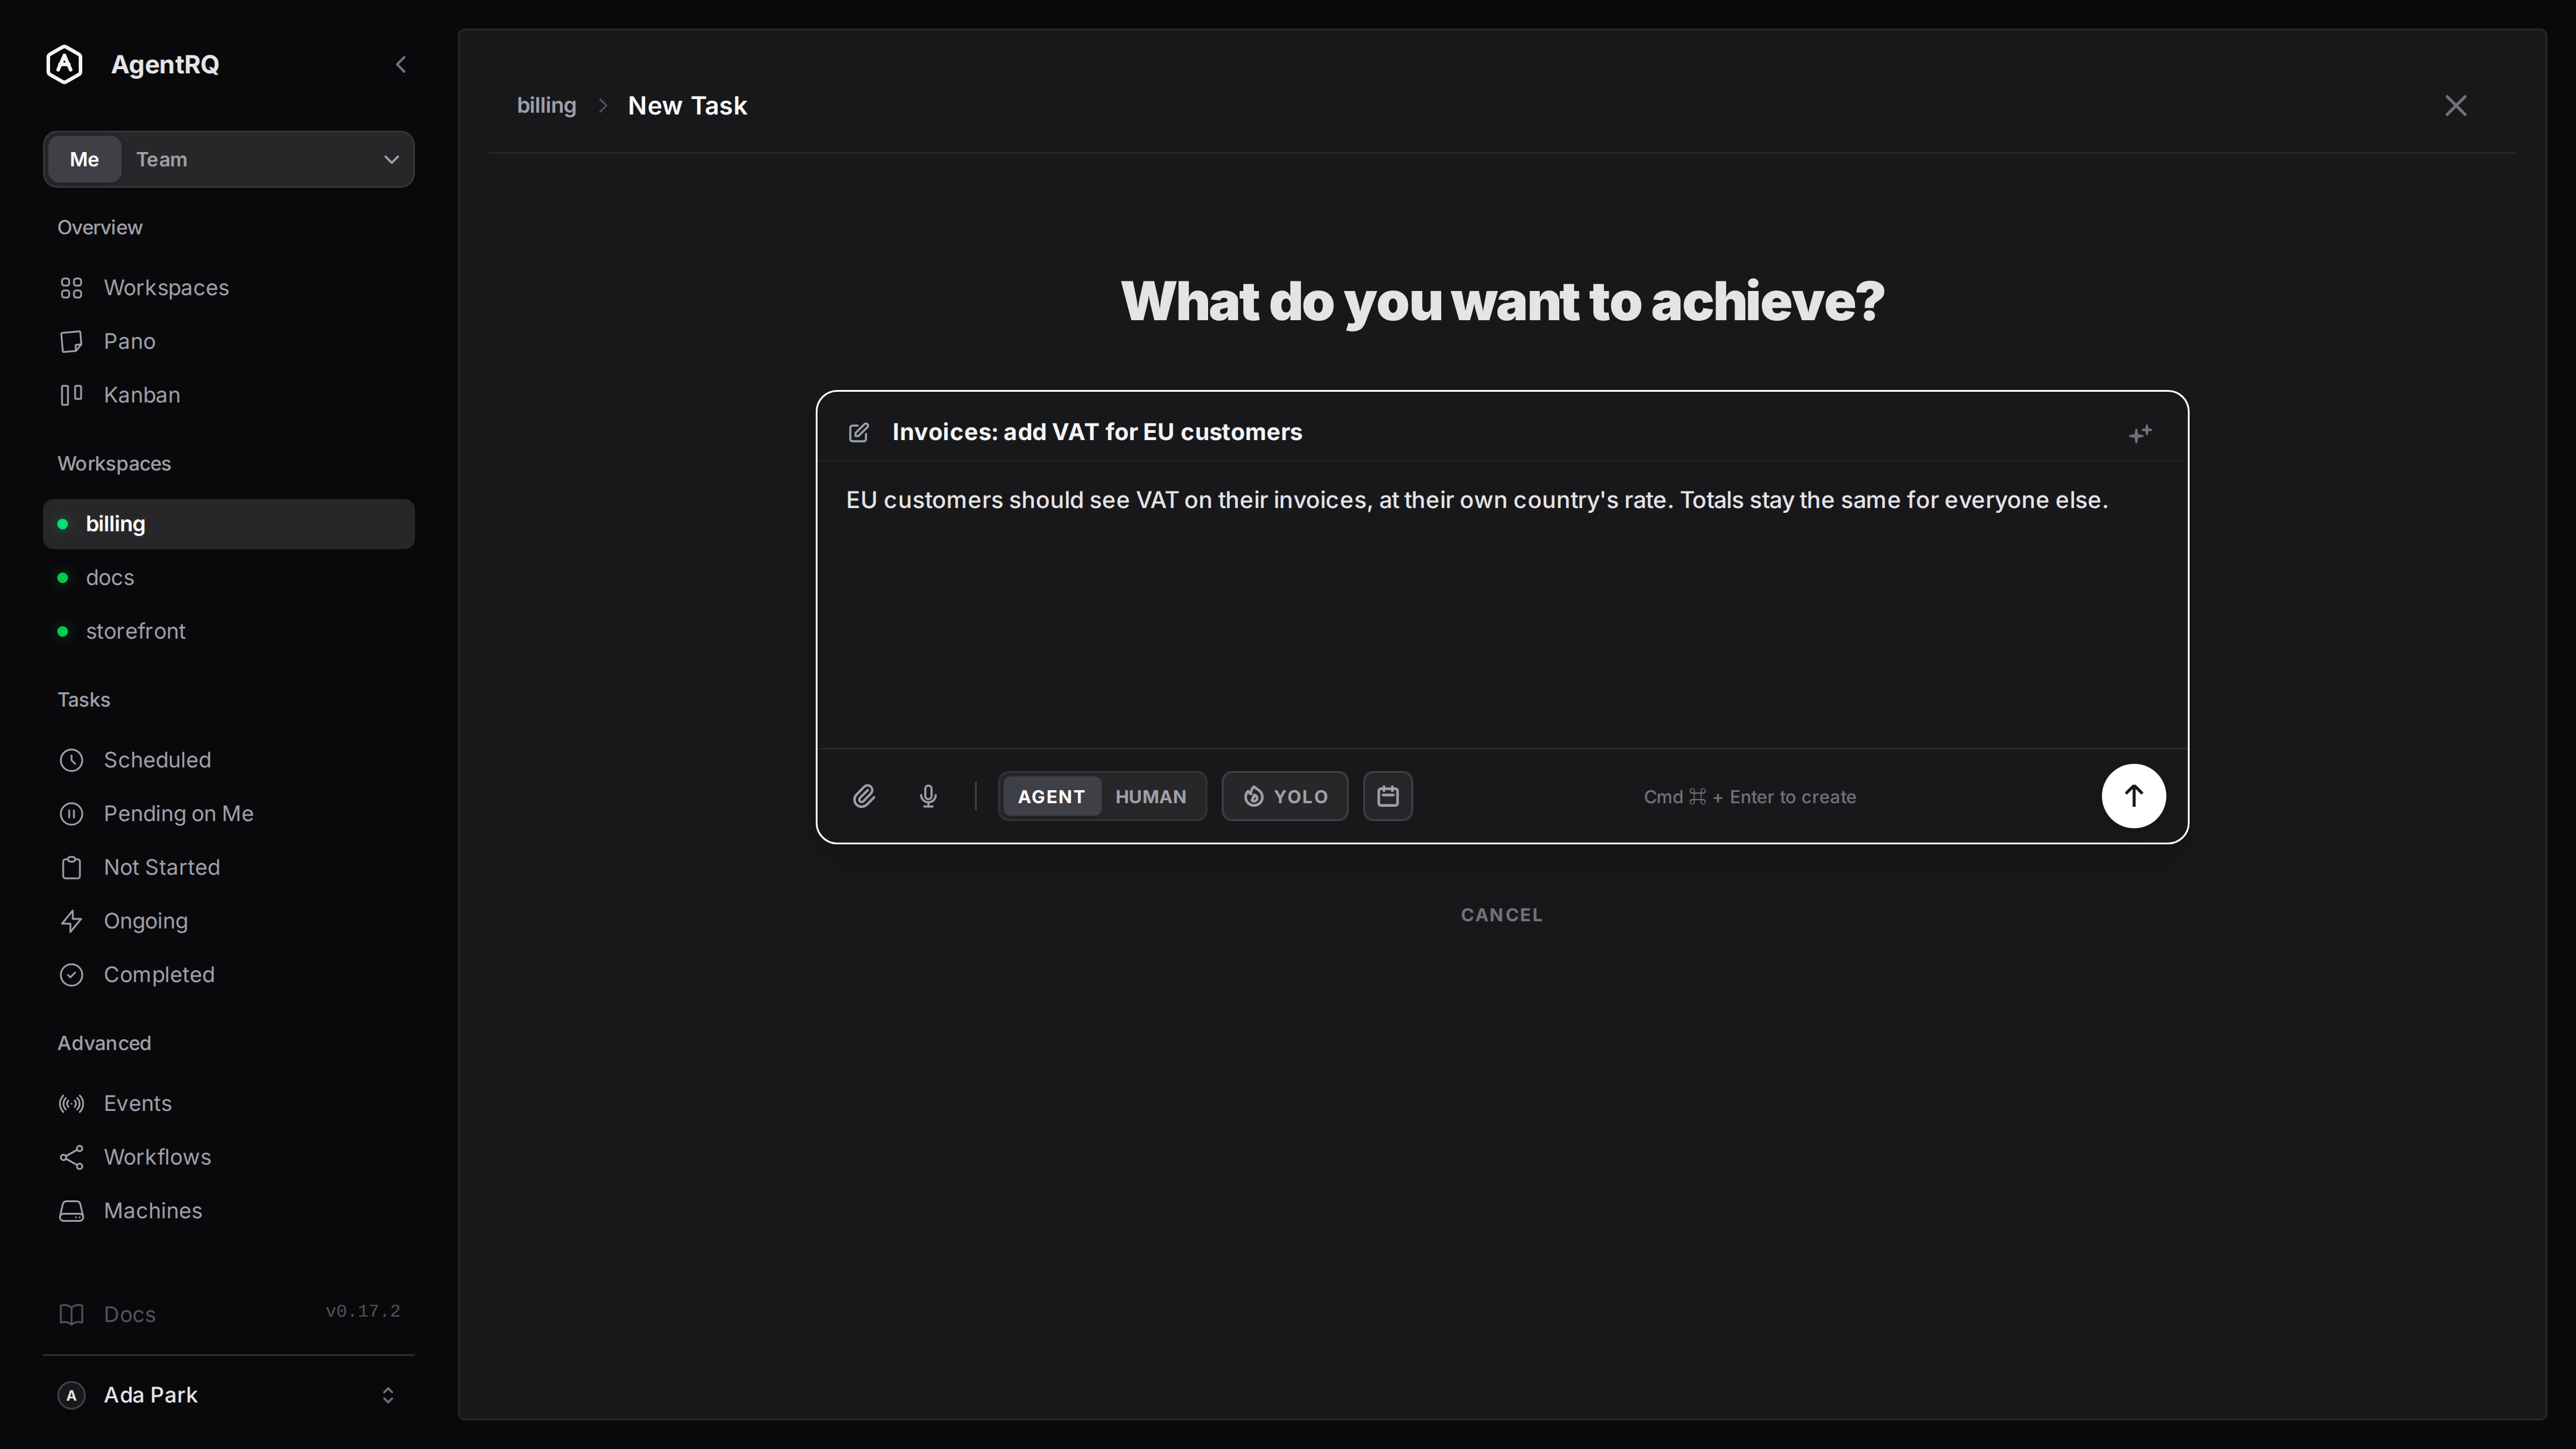 AgentRQ
Me
Team
Overview
Workspaces
Pano
Kanban
Workspaces
billing
docs
storefront
Tasks
Scheduled
Pending on Me
Not Started
Ongoing
Completed
Advanced
Events
Workflows
Machines
Docs
v0.17.2
A
Ada Park
billing
New Task
What do you want to achieve?
Invoices: add VAT for EU customers
EU customers should see VAT on their invoices, at their own country's rate. Totals stay the same for everyone else.
AGENT
HUMAN
YOLO
Cmd ⌘ + Enter to create
CANCEL